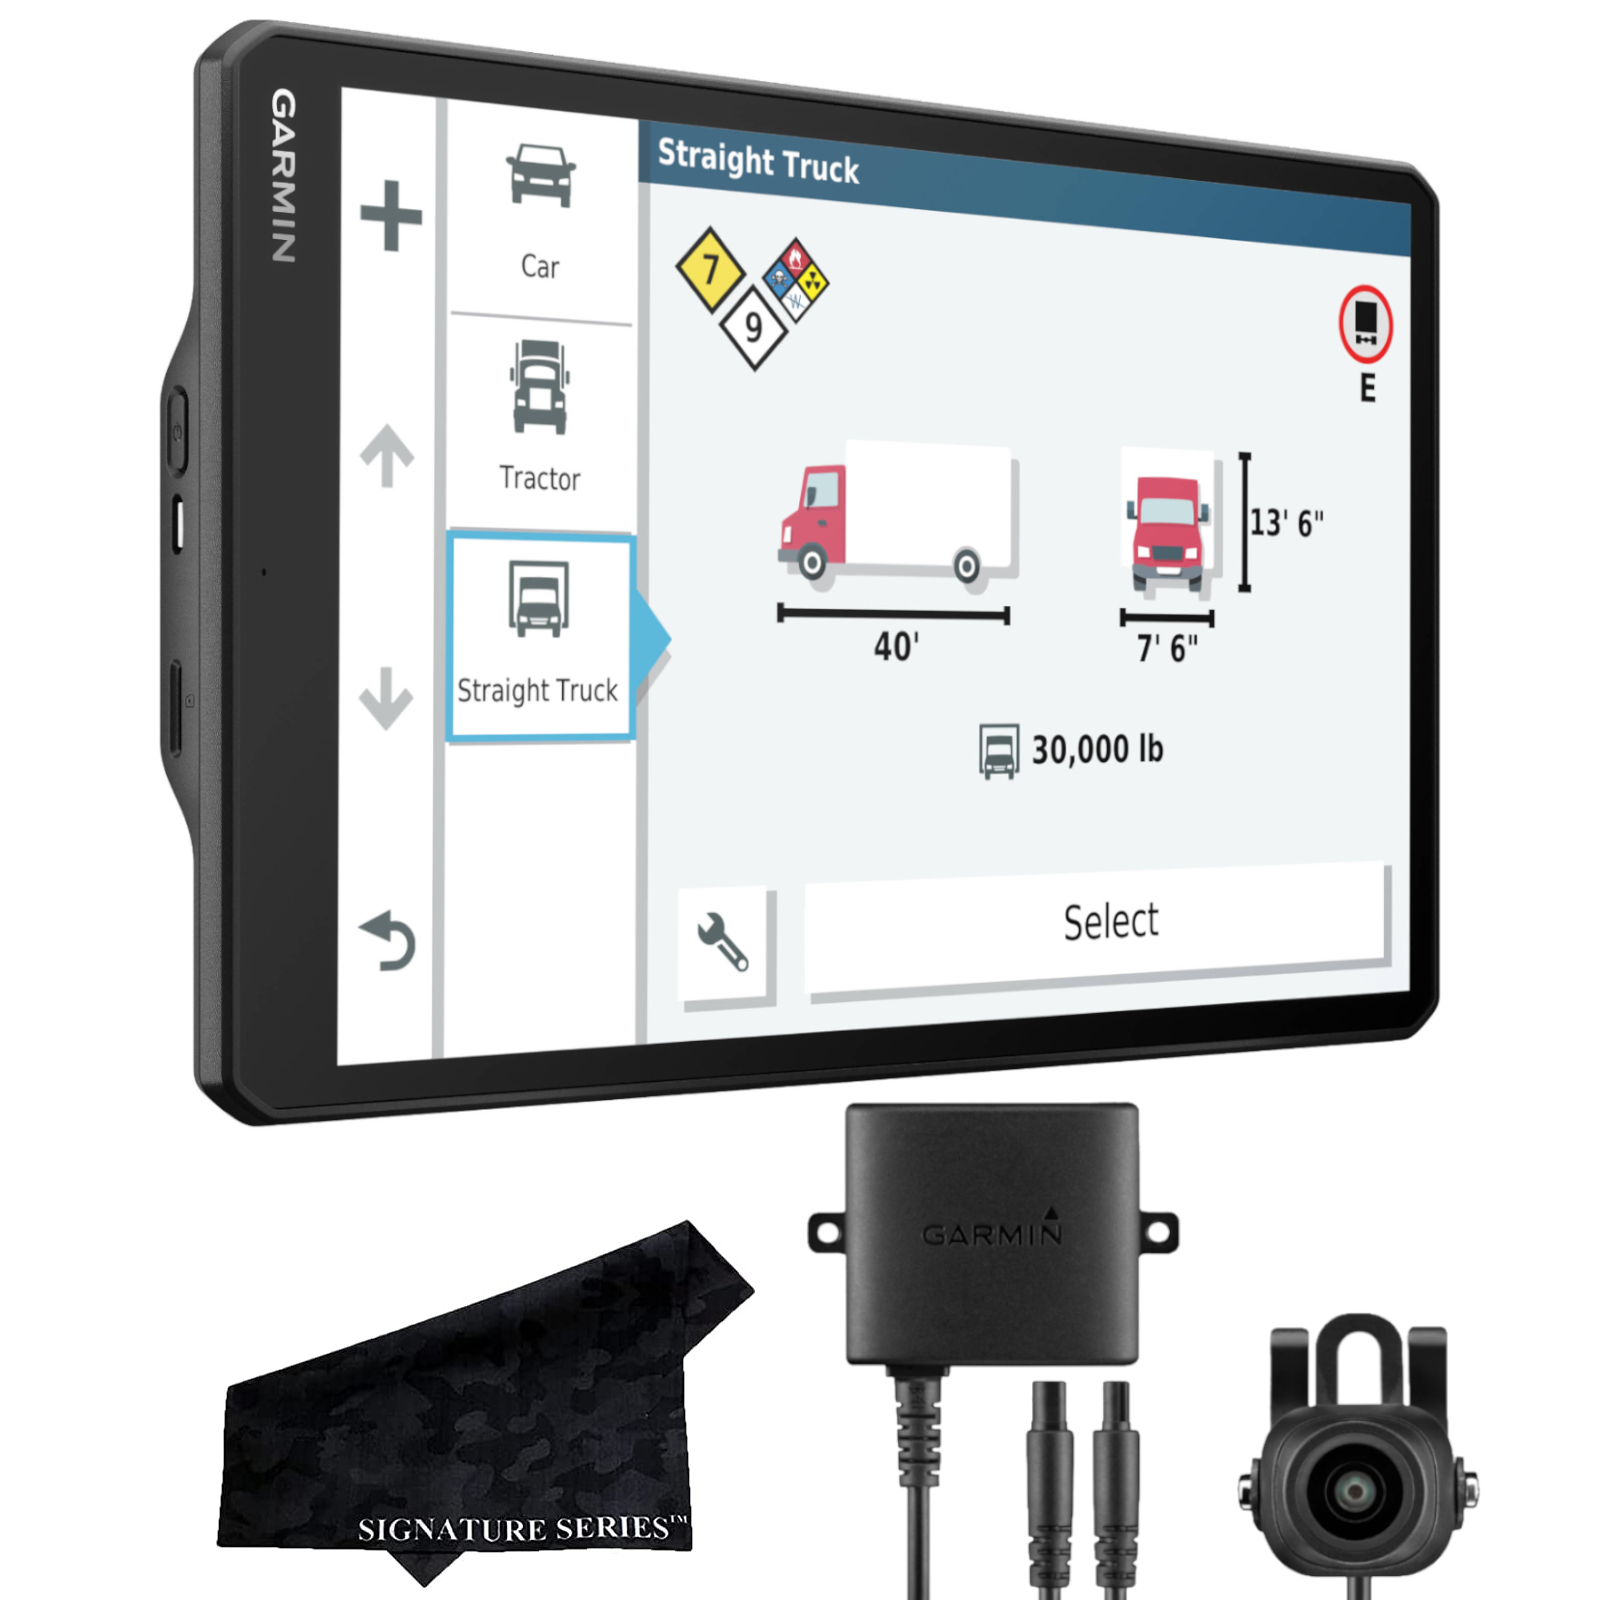 GARMIN
Car
Tractor
Straight Truck
Straight Truck
7
9
W
E
13' 6"
40'
7' 6"
30,000 lb
Select
GARMIN
SIGNATURE SERIES™